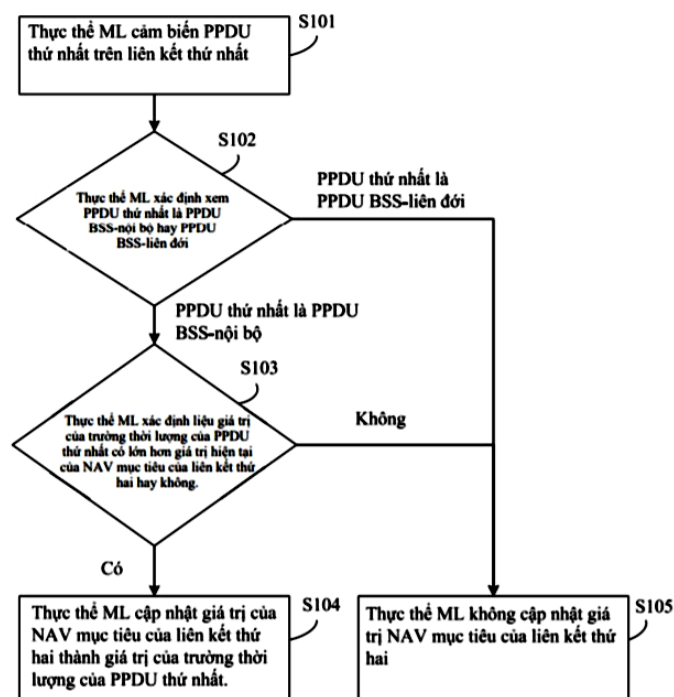 S101
Thực thể ML cảm biến PPDU
thứ nhất trên liên kết thứ nhất
S102
Thực thể ML xác định xem
PPDU thứ nhất là PPDU
BSS-nội bộ hay PPDU
BSS-liên đới
PPDU thứ nhất là
PPDU BSS-liên đới
PPDU thứ nhất là PPDU
BSS-nội bộ
S103
Thực thể ML xác định liệu giá trị
của trường thời lượng của PPDU
thứ nhất có lớn hơn giá trị hiện tại
của NAV mục tiêu của liên kết thứ
hai hay không.
Không
Có
S104
Thực thể ML cập nhật giá trị của
NAV mục tiêu của liên kết thứ
hai thành giá trị của trường thời
lượng của PPDU thứ nhất.
S105
Thực thể ML không cập nhật giá
trị NAV mục tiêu của liên kết thứ
hai